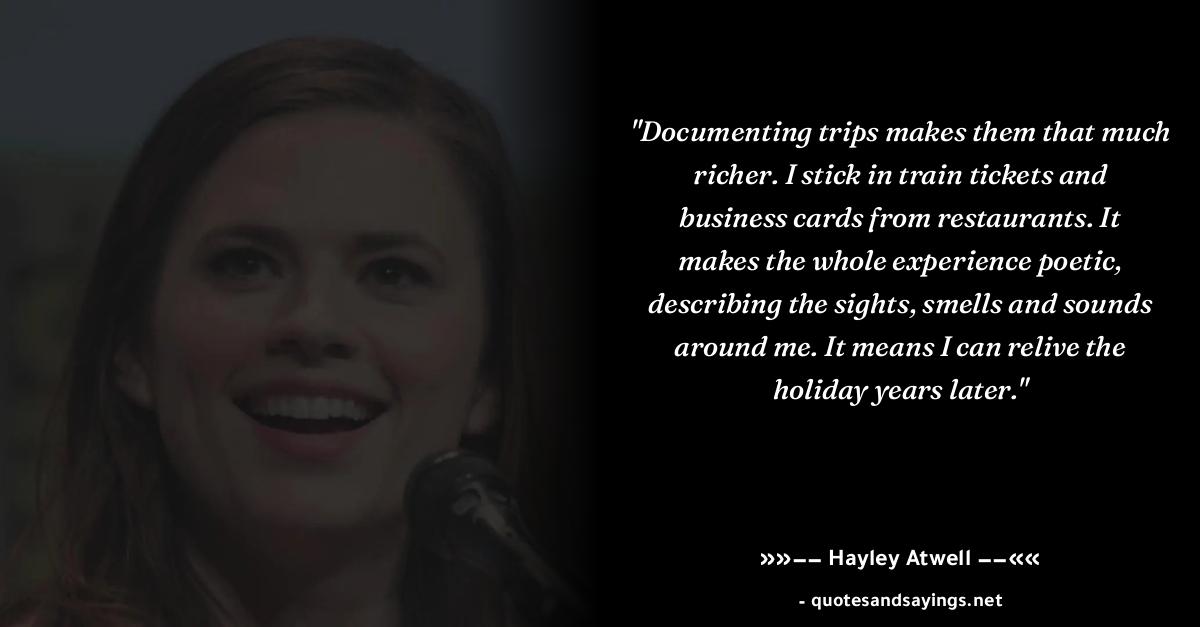 "Documenting trips makes them that much
richer. I stick in train tickets and
business cards from restaurants. It
makes the whole experience poetic,
describing the sights, smells and sounds
around me. It means I can relive the
holiday years later."
»»−− Hayley Atwell −−««
- quotesandsayings.net